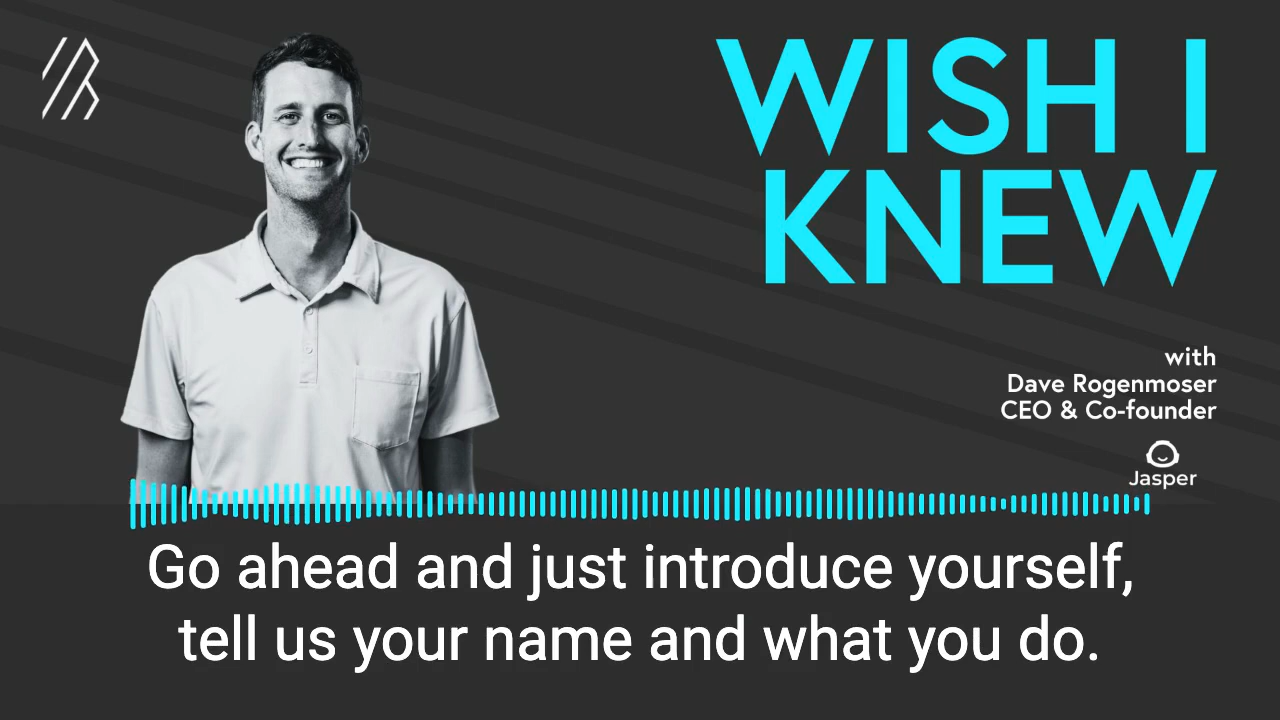 WISH I
KNEW
with
Dave Rogenmoser
CEO & Co-founder
Jasper
Go ahead and just introduce yourself,
tell us your name and what you do.